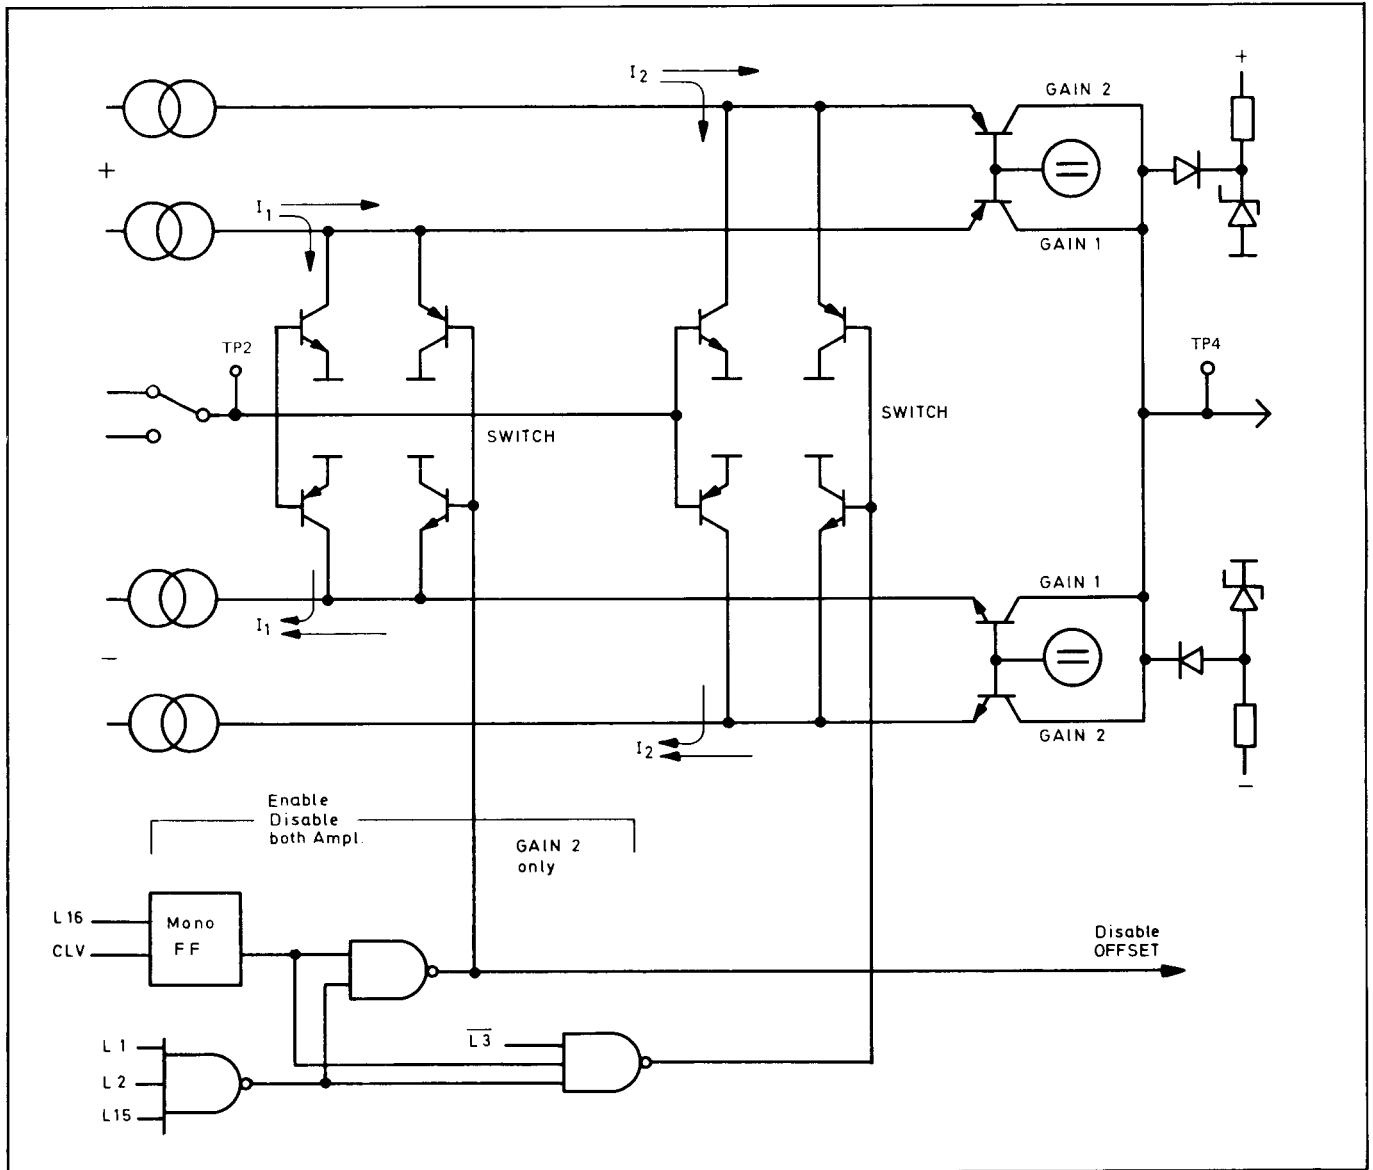 +
I2
GAIN 2
+
I1
GAIN 1
TP2
TP4
SWITCH
SWITCH
GAIN 1
I1
−
I2
GAIN 2
−
Enable
Disable
both Ampl.
GAIN 2
only
L16
CLV
Mono
FF
Disable
OFFSET
L3
L1
L2
L15